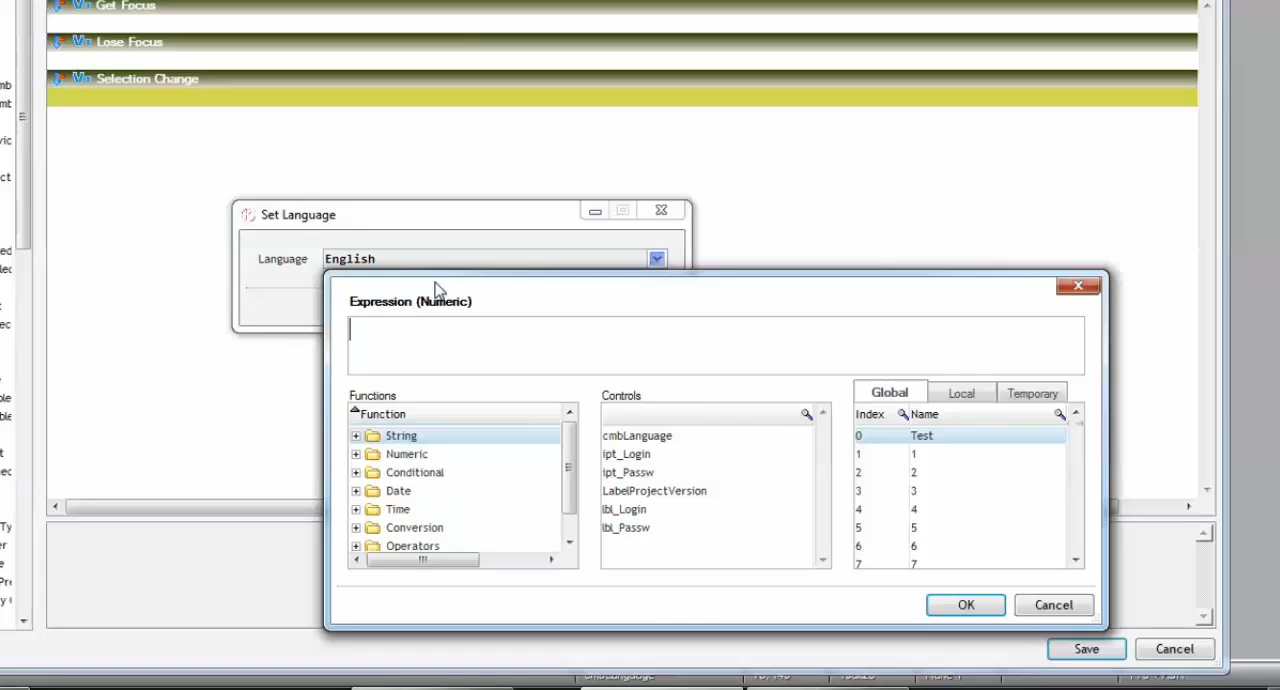 Get Focus
Lose Focus
Selection Change
Set Language
Language English
Expression (Numeric)
Functions
Function
String
Numeric
Conditional
Date
Time
Conversion
Operators
Controls
cmbLanguage
ipt_Login
ipt_Passw
LabelProjectVersion
lbl_Login
lbl_Passw
Global Local Temporary
Index Name
0 Test
1 1
2 2
3 3
4 4
5 5
6 6
7 7
OK Cancel
Save Cancel